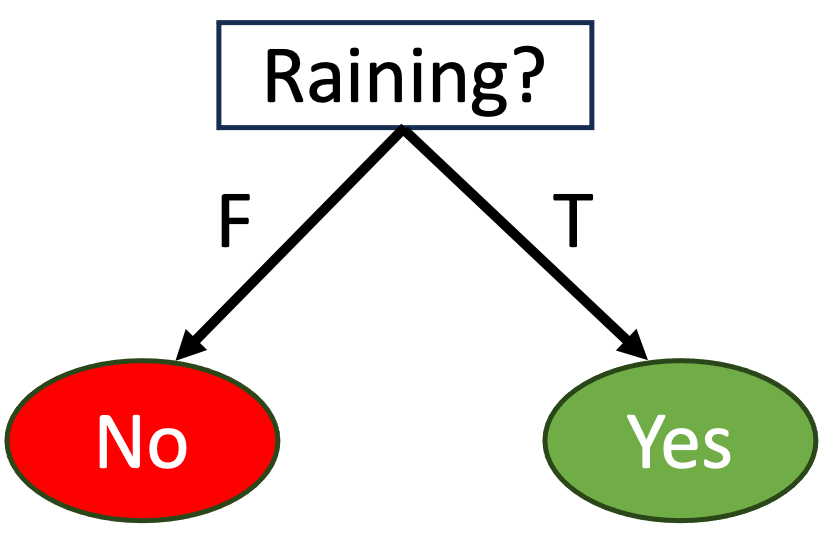 Raining?
F
T
No
Yes